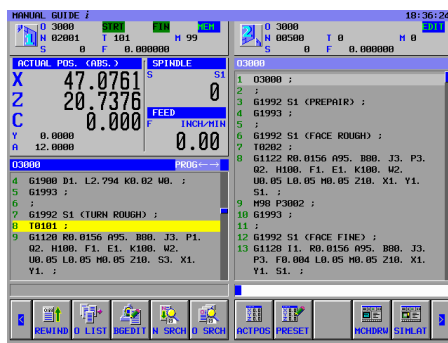 MANUAL GUIDE i
18:36:24
O 3000 STRT FIN MEM
N 02001 T 101 M 99
S 0 F 0.000000
ACTUAL POS. (ABS.)
X 47.0761
Z 20.7376
C 0.000
Y 0.0000
A 12.0000
SPINDLE
S S1
0
FEED
F INCH/MIN
0.00
O3000 PROG←→
4 G1900 D1. L2.794 K0.02 W0. ;
5 G1993 ;
6 ;
7 G1992 S1 (TURN ROUGH) ;
8 T0101 ;
9 G1120 R0.0156 A95. B80. J3. P1.
Q2. H100. F1. E1. K100. W2.
U0.05 L0.05 M0.05 Z10. S3. X1.
Y1. ;
O 3000 EDIT
N 00500 T 0 M 0
S 0 F 0.000000
O3000
1 O3000 ;
2 ;
3 G1992 S1 (PREPAIR) ;
4 G1993 ;
5 ;
6 G1992 S1 (FACE ROUGH) ;
7 T0202 ;
8 G1122 R0.0156 A95. B80. J3. P3.
Q2. H100. F1. E1. K100. W2.
U0.05 L0.05 M0.05 Z10. X1. Y1.
S1. ;
9 M98 P3002 ;
10 G1993 ;
11 ;
12 G1992 S1 (FACE FINE) ;
13 G1128 I1. R0.0156 A95. B80. J3.
P3. F0.004 L0.05 M0.05 Z10. X1.
Y1. S1. ;
REWIND O LIST BGEDIT N SRCH O SRCH
ACTPOS PRESET MCHDRW SIMLAT